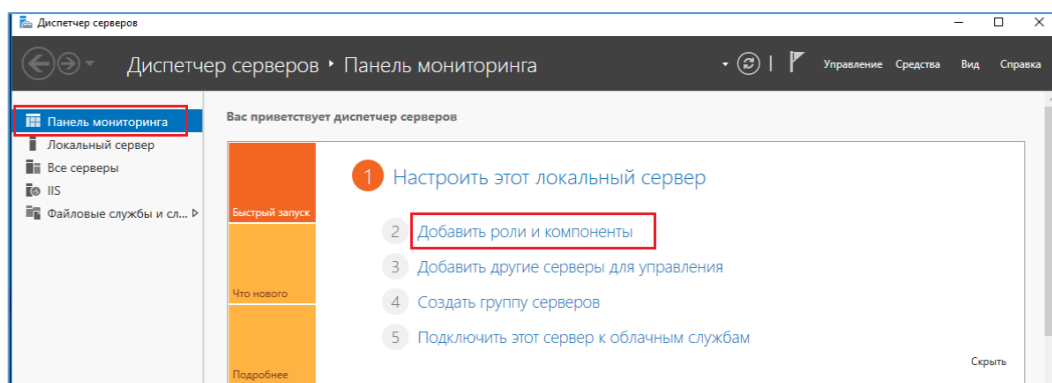 Диспетчер серверов
Диспетчер серверов ‣ Панель мониторинга
Управление Средства Вид Справка
Панель мониторинга
Локальный сервер
Все серверы
IIS
Файловые службы и сл...
Вас приветствует диспетчер серверов
Быстрый запуск
Что нового
Подробнее
1 Настроить этот локальный сервер
2 Добавить роли и компоненты
3 Добавить другие серверы для управления
4 Создать группу серверов
5 Подключить этот сервер к облачным службам
Скрыть